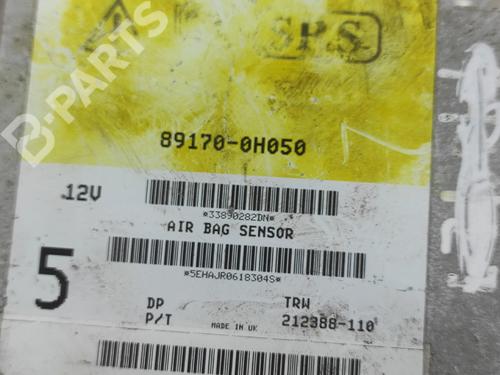 SRS
B-PARTS
89170-0H050
12V
*33890282DN*
AIR BAG SENSOR
*5EHAJR0618304S*
5
DP TRW
P/T MADE IN UK 212388-110